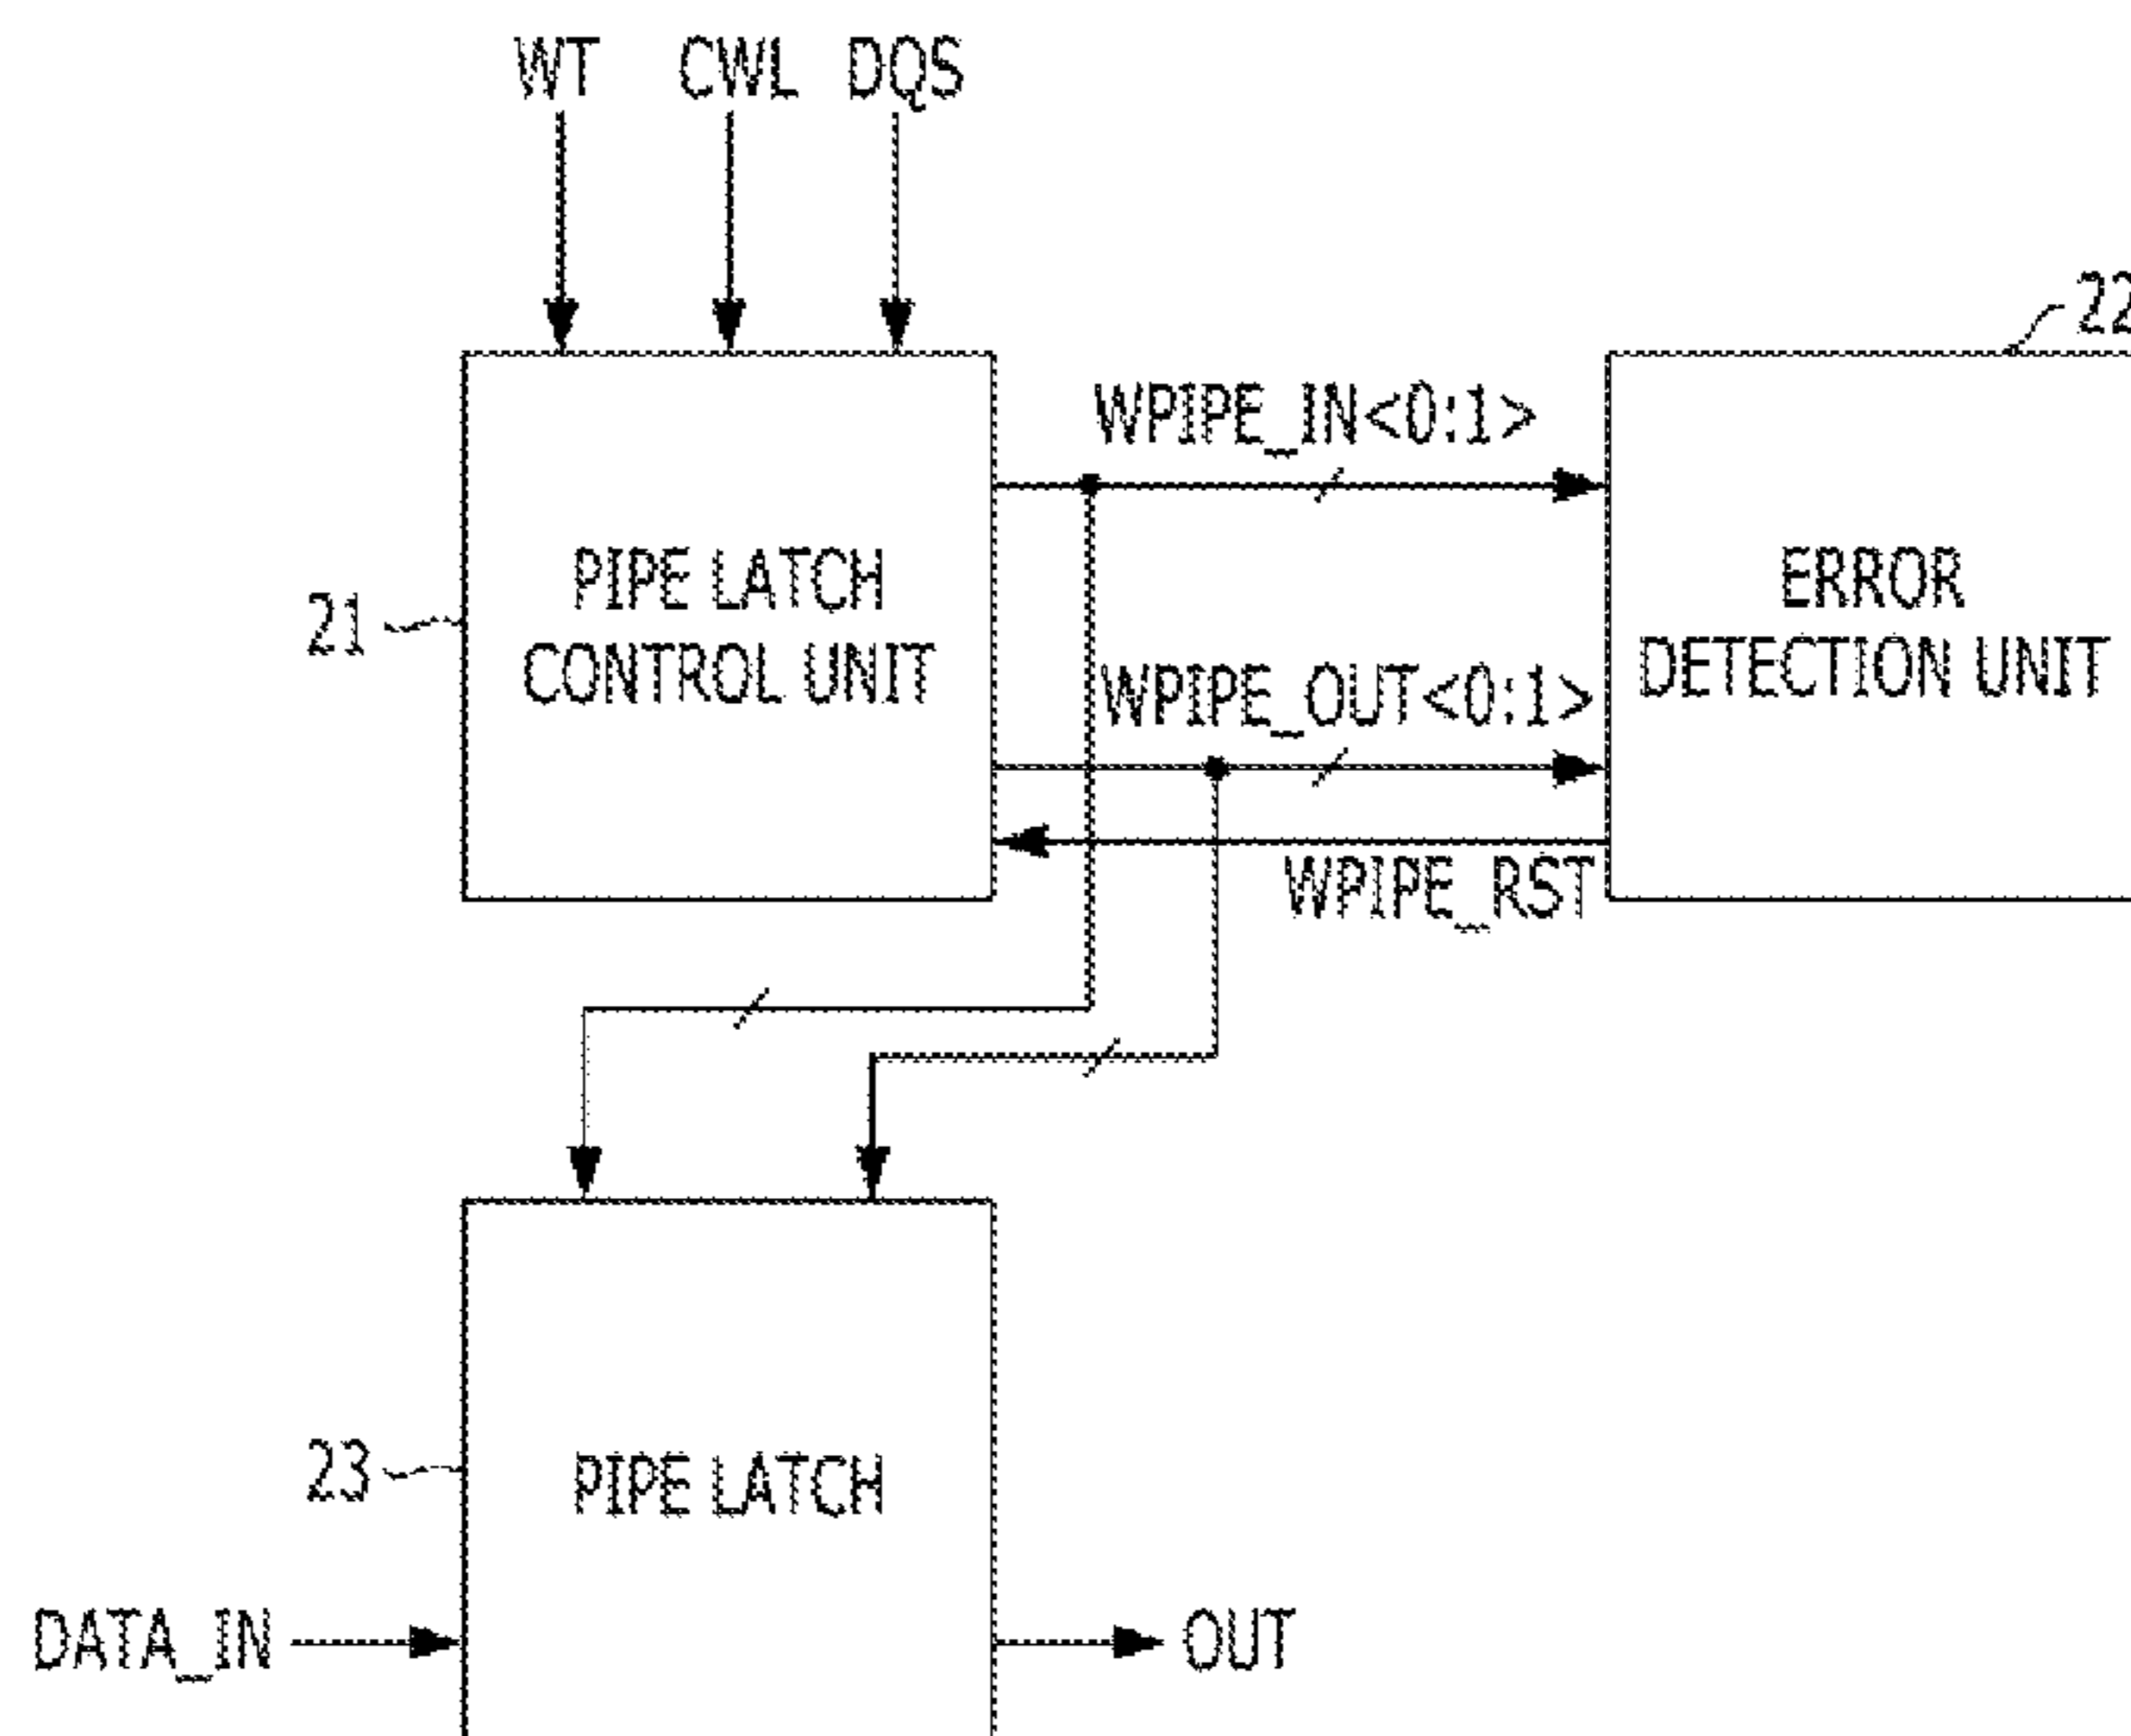 WT CWL DQS
22
WPIPE_IN<0:1>
PIPE LATCH
CONTROL UNIT
ERROR
DETECTION UNIT
21
WPIPE_OUT<0:1>
WPIPE_RST
23
PIPE LATCH
DATA_IN
OUT